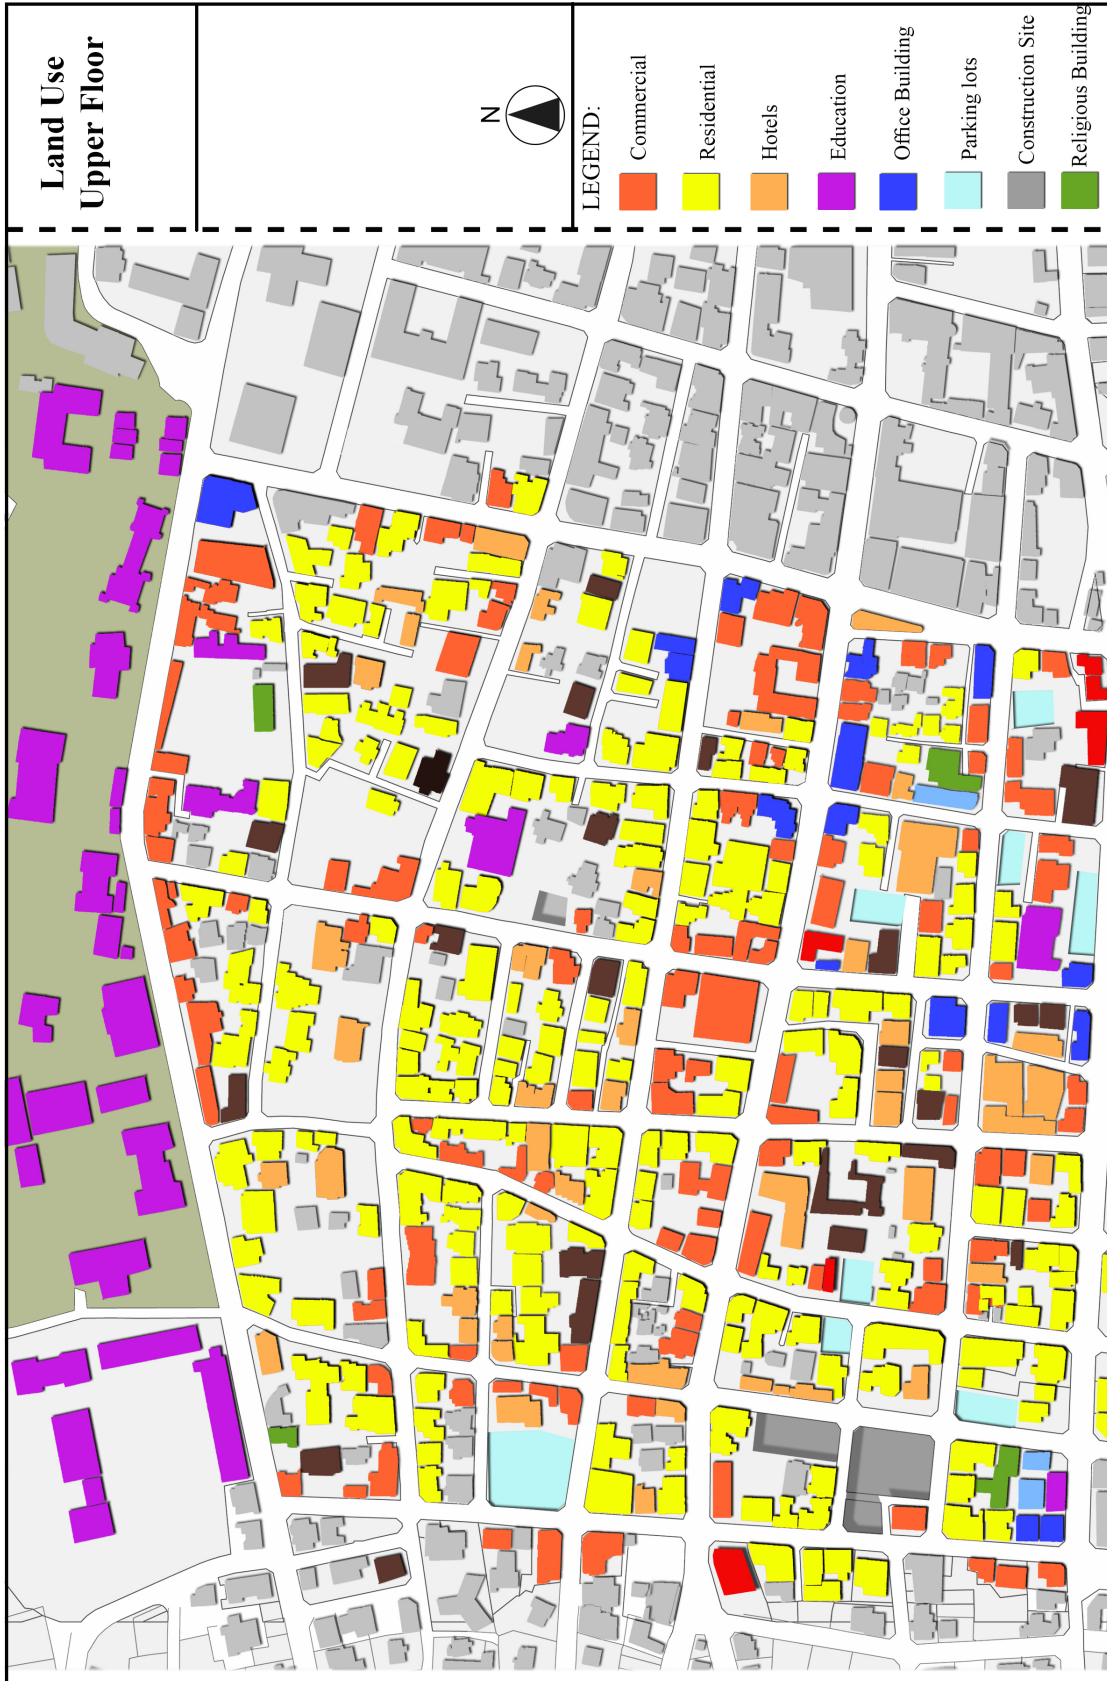 Land Use
Upper Floor
N
LEGEND:
Commercial
Residential
Hotels
Education
Office Building
Parking lots
Construction Site
Religious Building